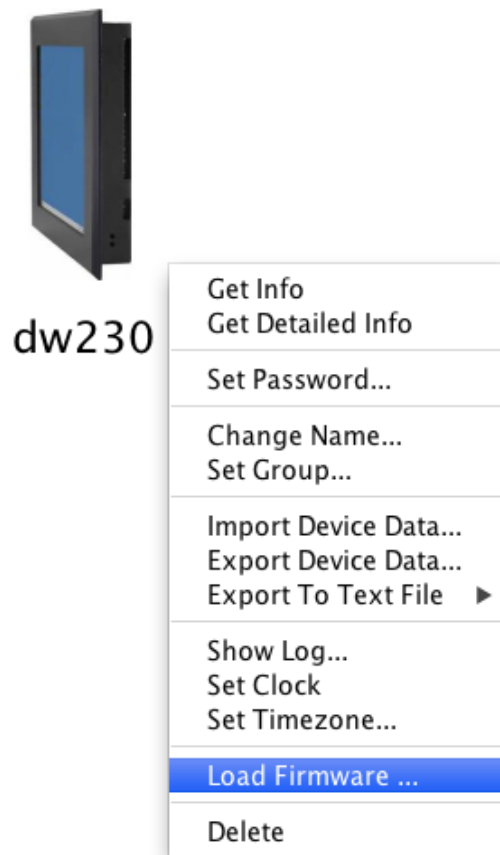 dw230
Get Info
Get Detailed Info
Set Password...
Change Name...
Set Group...
Import Device Data...
Export Device Data...
Export To Text File
Show Log...
Set Clock
Set Timezone...
Load Firmware ...
Delete